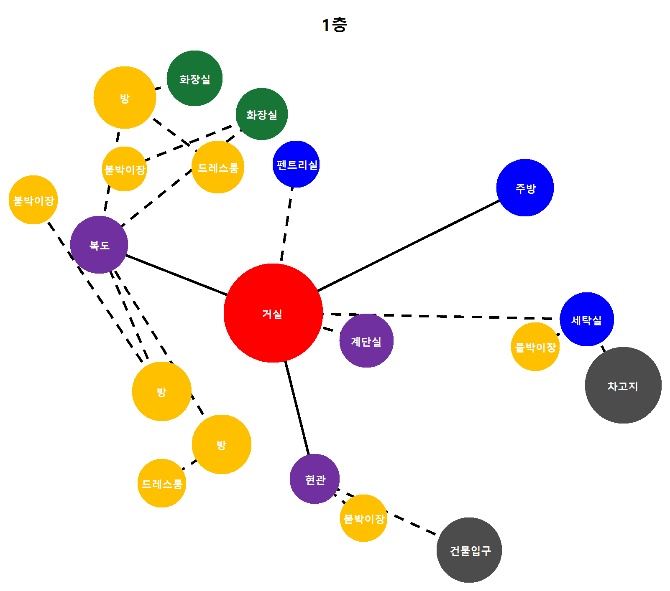 1층
화장실
방
화장실
펜트리실
드레스룸
붙박이장
주방
붙박이장
복도
거실
세탁실
계단실
붙박이장
차고지
방
방
드레스룸
현관
붙박이장
건물입구